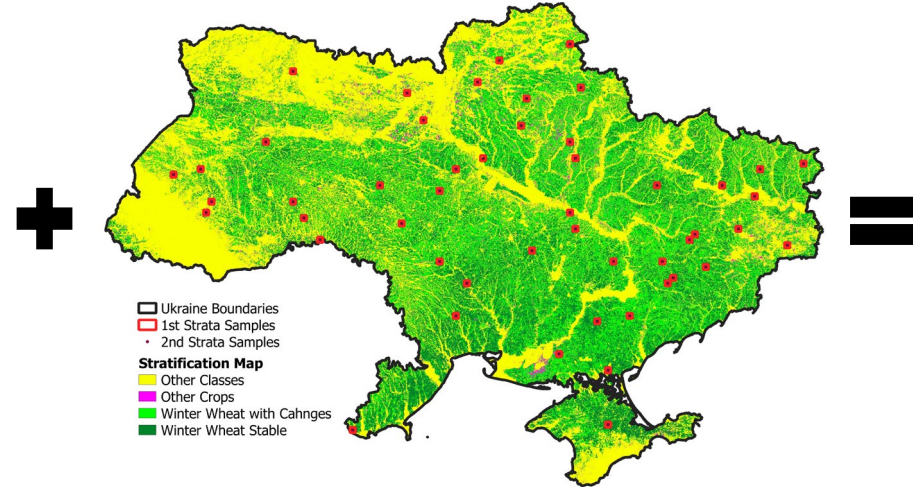 Ukraine Boundaries
1st Strata Samples
2nd Strata Samples
Stratification Map
Other Classes
Other Crops
Winter Wheat with Cahnges
Winter Wheat Stable